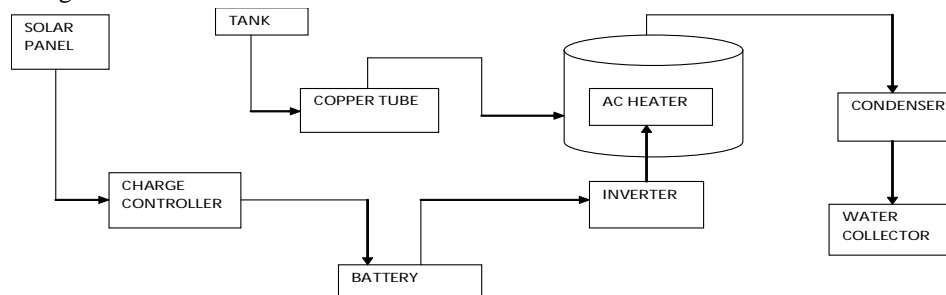 SOLAR
PANEL
TANK
COPPER TUBE
AC HEATER
CONDENSER
CHARGE
CONTROLLER
INVERTER
WATER
COLLECTOR
BATTERY